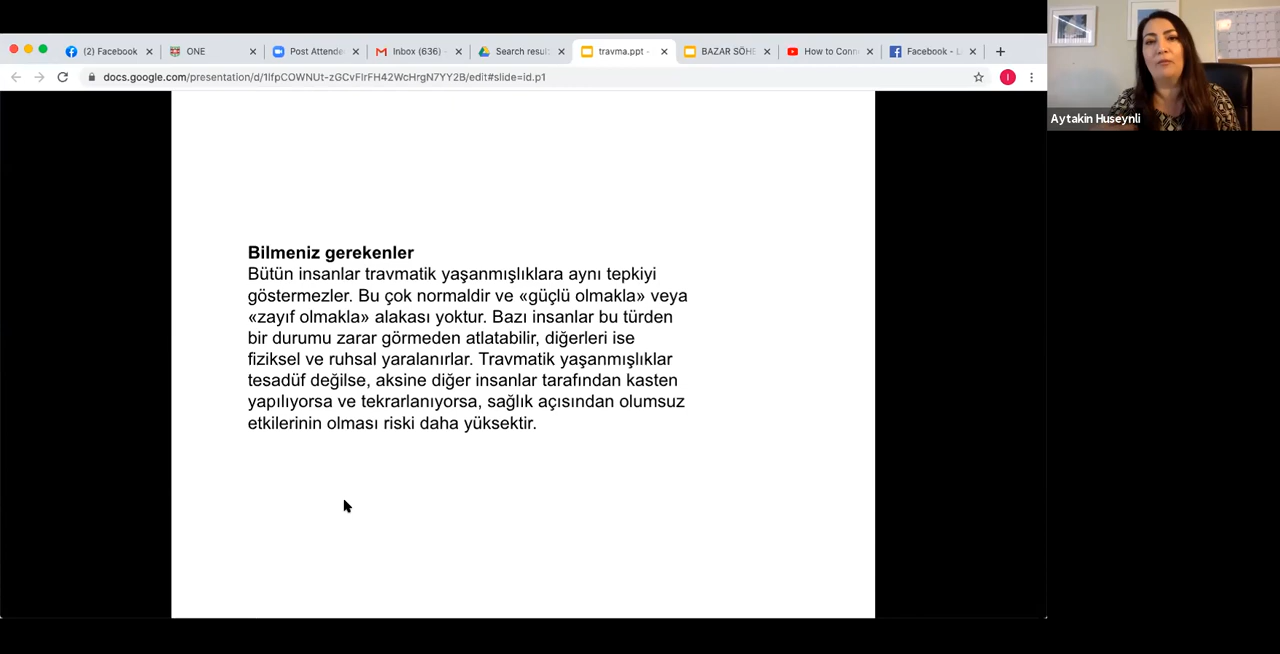 (2) Facebook
ONE
Post Attende
Inbox (636)
Search result
travma.ppt -
BAZAR SÖHB
How to Conn
Facebook - L
docs.google.com/presentation/d/1IfpCOWNUt-zGCvFIrFH42WcHrgN7YY2B/edit#slide=id.p1
Aytakin Huseynli
Bilmeniz gerekenler
Bütün insanlar travmatik yaşanmışlıklara aynı tepkiyi
göstermezler. Bu çok normaldir ve «güçlü olmakla» veya
«zayıf olmakla» alakası yoktur. Bazı insanlar bu türden
bir durumu zarar görmeden atlatabilir, diğerleri ise
fiziksel ve ruhsal yaralanırlar. Travmatik yaşanmışlıklar
tesadüf değilse, aksine diğer insanlar tarafından kasten
yapılıyorsa ve tekrarlanıyorsa, sağlık açısından olumsuz
etkilerinin olması riski daha yüksektir.